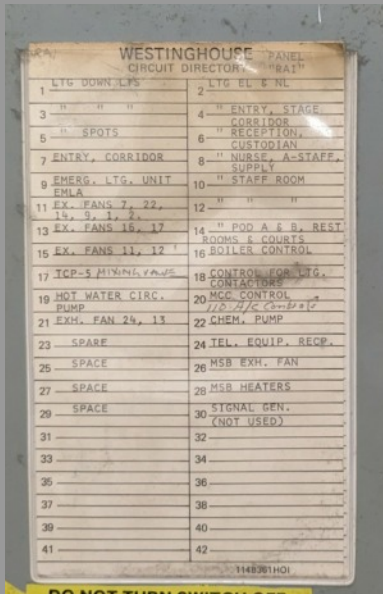 WESTINGHOUSE PANEL
CIRCUIT DIRECTORY "RA1"
1 LTG DOWN LTS
2 LTG EL & NL
3 " " "
4 " ENTRY, STAGE
CORRIDOR
5 " SPOTS
6 " RECEPTION,
CUSTODIAN
7 ENTRY, CORRIDOR
8 " NURSE, A-STAFF,
SUPPLY
9 EMERG. LTG. UNIT
EMLA
10 " STAFF ROOM
11 EX. FANS 7, 22,
14, 9, 1, 2.
12 " " "
13 EX. FANS 16, 17
14 " POD A & B, REST
ROOMS & COURTS
15 EX. FANS 11, 12
16 BOILER CONTROL
17 TCP-5 MIXING VALVE
18 CONTROL FOR LTG.
CONTACTORS
19 HOT WATER CIRC.
PUMP
20 MCC CONTROL
110 A/C Controls
21 EXH. FAN 24, 13
22 CHEM. PUMP
23 SPARE
24 TEL. EQUIP. RECP.
25 SPACE
26 MSB EXH. FAN
27 SPACE
28 MSB HEATERS
29 SPACE
30 SIGNAL GEN.
(NOT USED)
31
32
33
34
35
36
37
38
39
40
41
42
1148361H01
DO NOT TURN SWITCH OFF